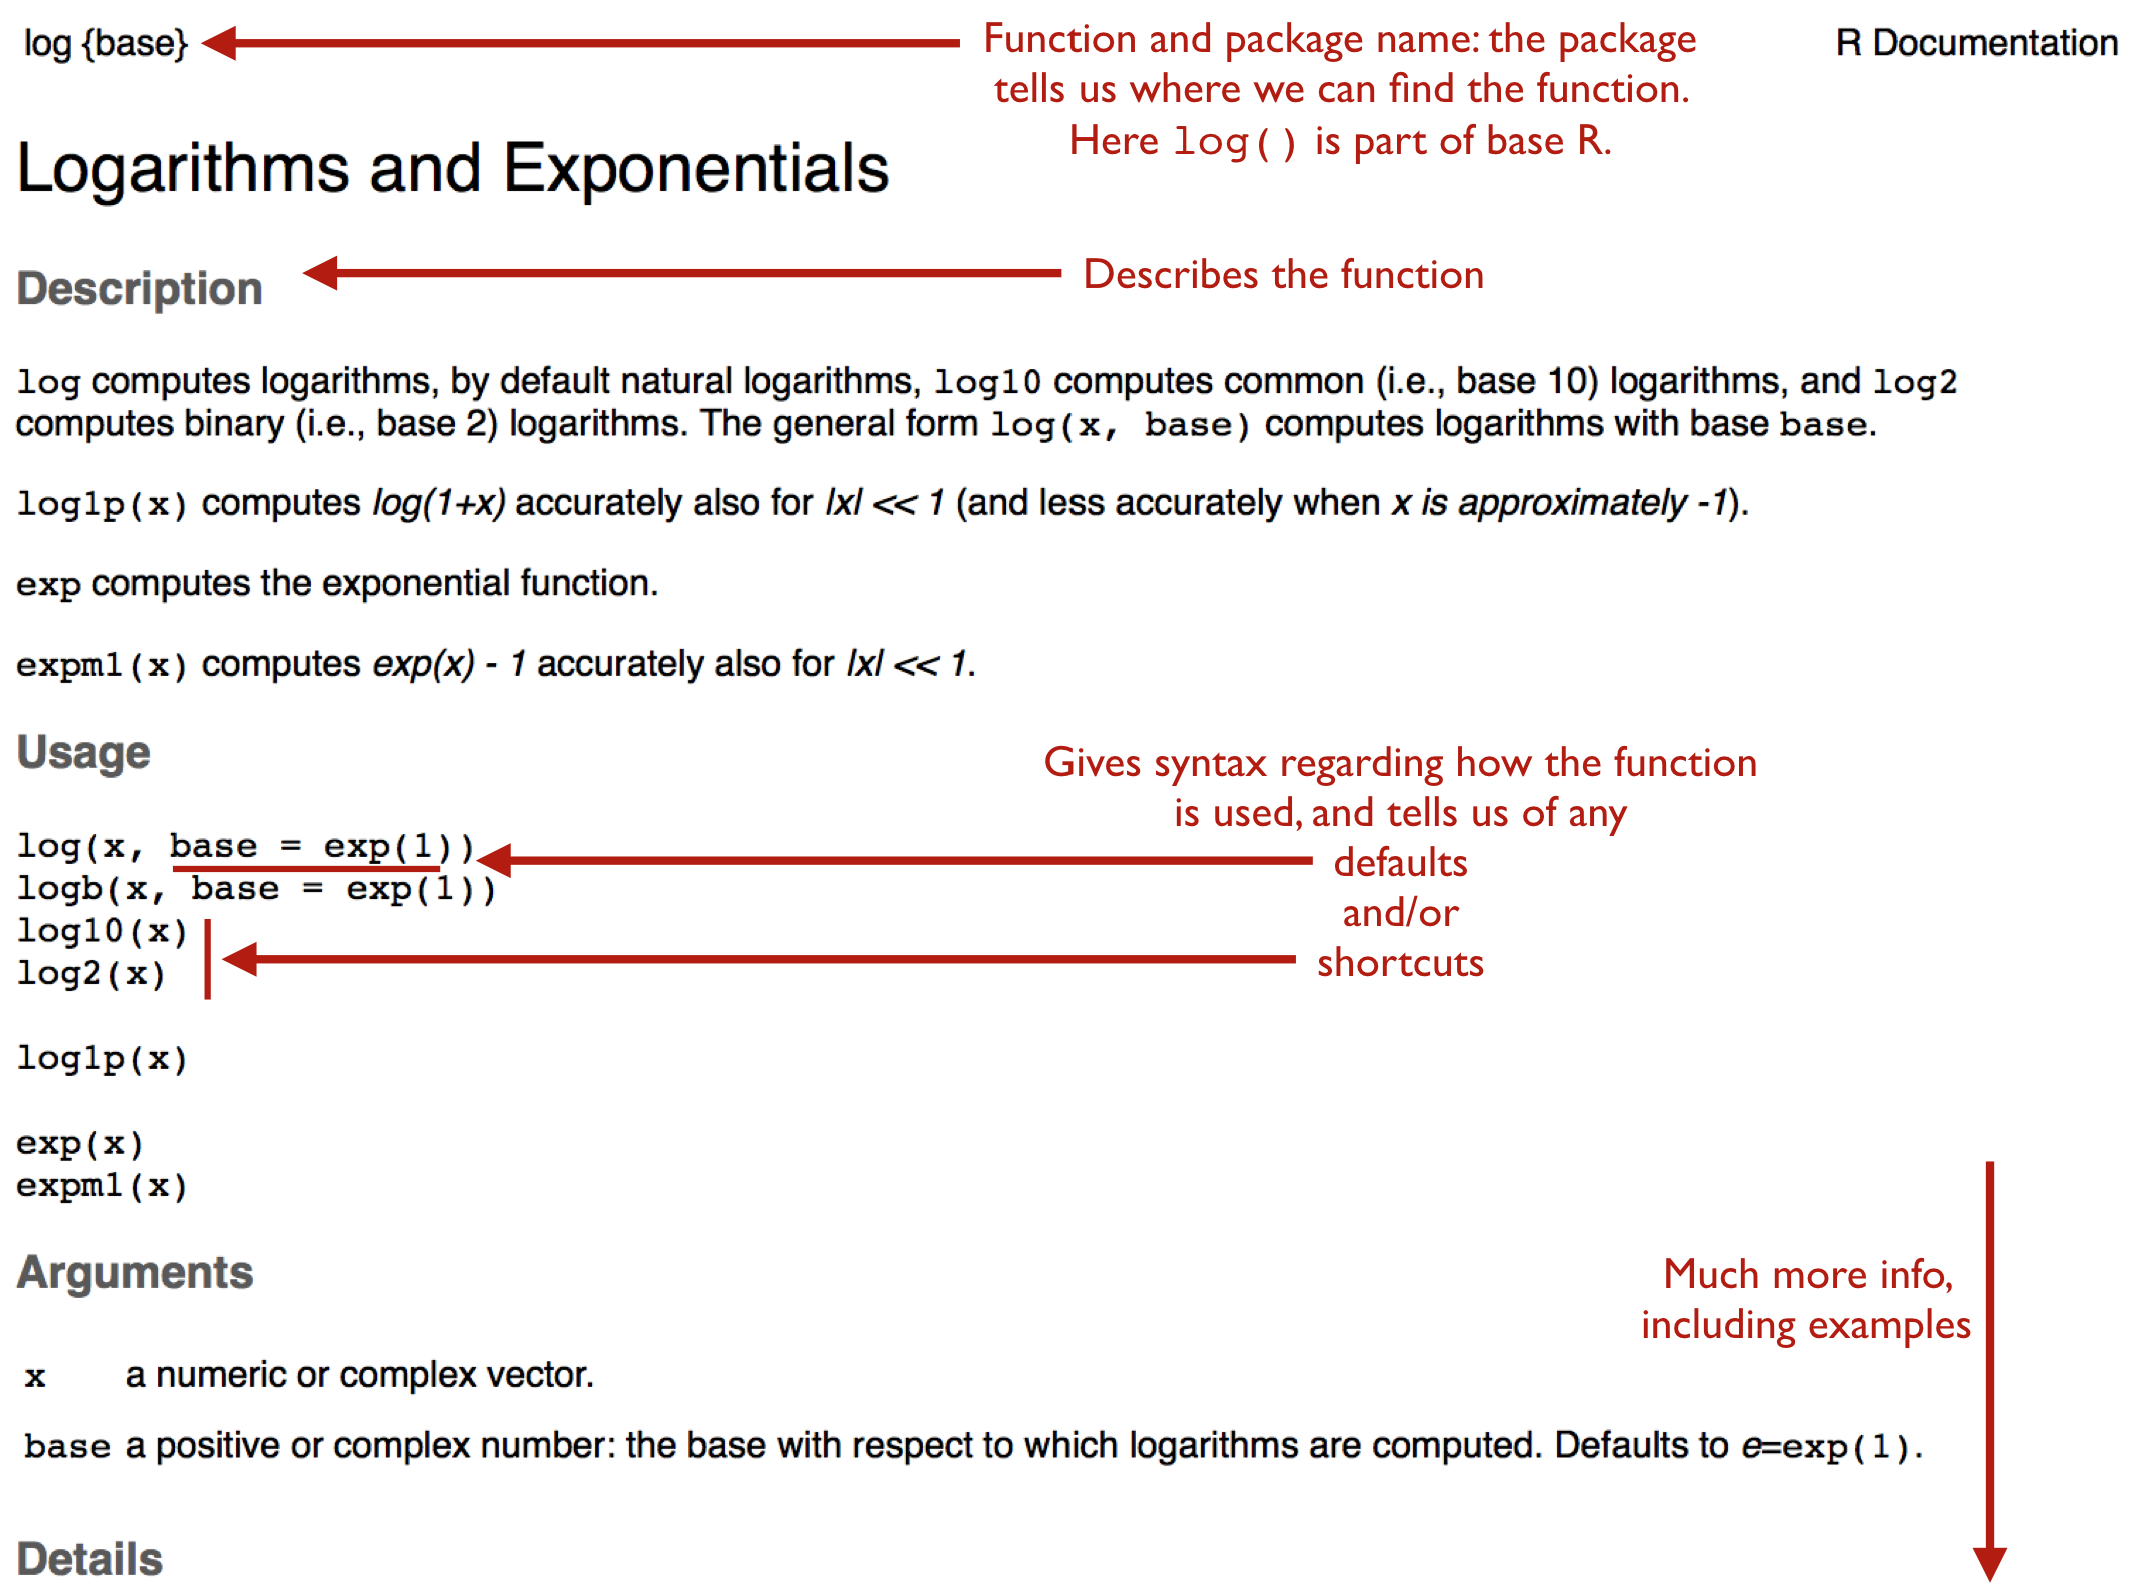 log {base}
Function and package name: the package
tells us where we can find the function.
Here log() is part of base R.
R Documentation
Logarithms and Exponentials
Description
Describes the function
log computes logarithms, by default natural logarithms, log10 computes common (i.e., base 10) logarithms, and log2
computes binary (i.e., base 2) logarithms. The general form log(x, base) computes logarithms with base base.
log1p(x) computes log(1+x) accurately also for |x| << 1 (and less accurately when x is approximately -1).
exp computes the exponential function.
expm1(x) computes exp(x) - 1 accurately also for |x| << 1.
Usage
Gives syntax regarding how the function
is used, and tells us of any
defaults
and/or
shortcuts
log(x, base = exp(1))
logb(x, base = exp(1))
log10(x)
log2(x)
log1p(x)
exp(x)
expm1(x)
Arguments
Much more info,
including examples
x a numeric or complex vector.
base a positive or complex number: the base with respect to which logarithms are computed. Defaults to e=exp(1).
Details